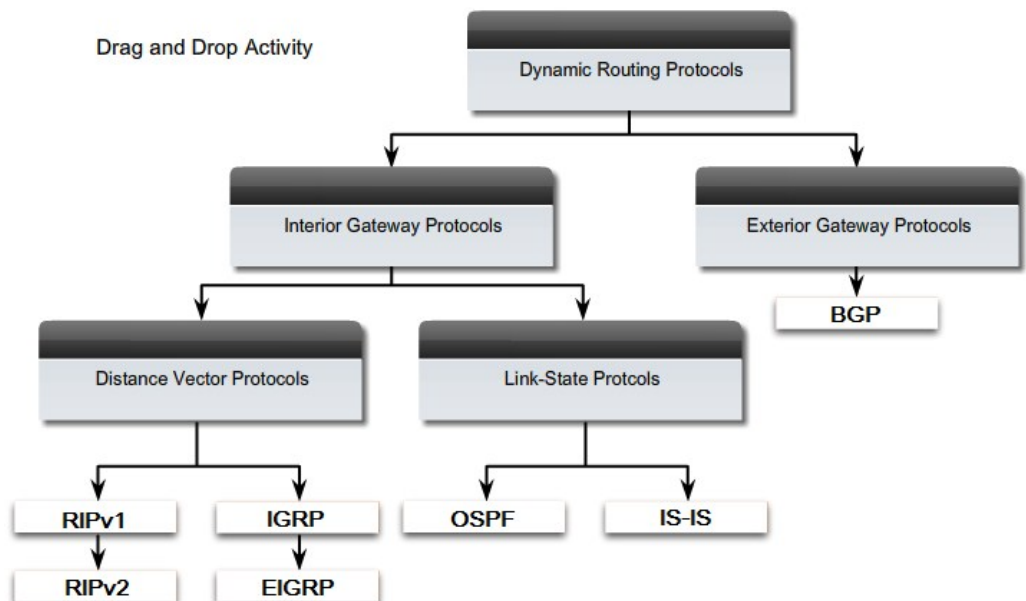 Drag and Drop Activity
Dynamic Routing Protocols
Interior Gateway Protocols
Exterior Gateway Protocols
BGP
Distance Vector Protocols
Link-State Protcols
RIPv1
IGRP
OSPF
IS-IS
RIPv2
EIGRP